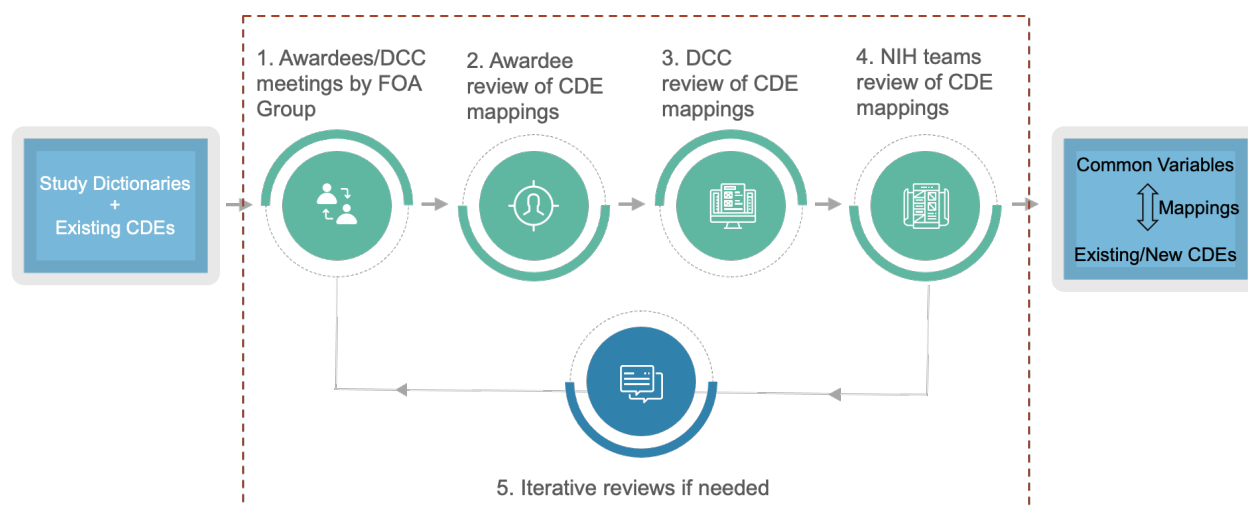 1. Awardees/DCC
meetings by FOA
Group
2. Awardee
review of CDE
mappings
3. DCC
review of CDE
mappings
4. NIH teams
review of CDE
mappings
Study Dictionaries
+
Existing CDEs
Common Variables
Mappings
Existing/New CDEs
5. Iterative reviews if needed